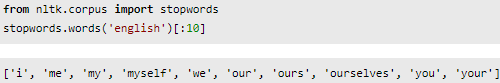 from nltk.corpus import stopwords
stopwords.words('english')[:10]
['i', 'me', 'my', 'myself', 'we', 'our', 'ours', 'ourselves', 'you', 'your']